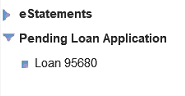 eStatements
Pending Loan Application
Loan 95680